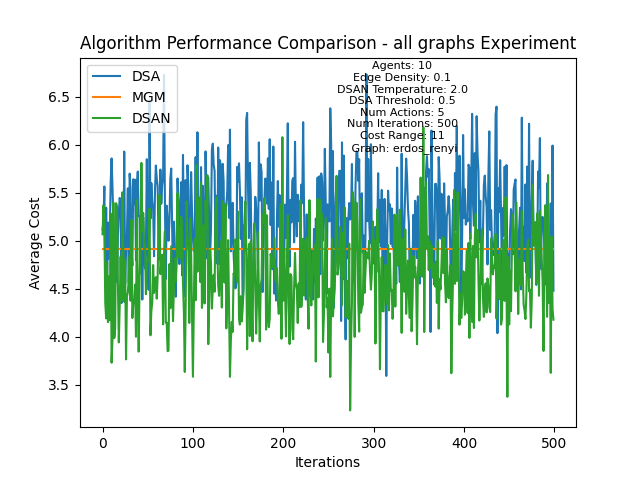 Algorithm Performance Comparison - all graphs Experiment
DSA
MGM
DSAN
Agents: 10
Edge Density: 0.1
DSAN Temperature: 2.0
DSA Threshold: 0.5
Num Actions: 5
Num Iterations: 500
Cost Range: 11
Graph: erdos_renyi
Average Cost
6.5
6.0
5.5
5.0
4.5
4.0
3.5
0 100 200 300 400 500
Iterations